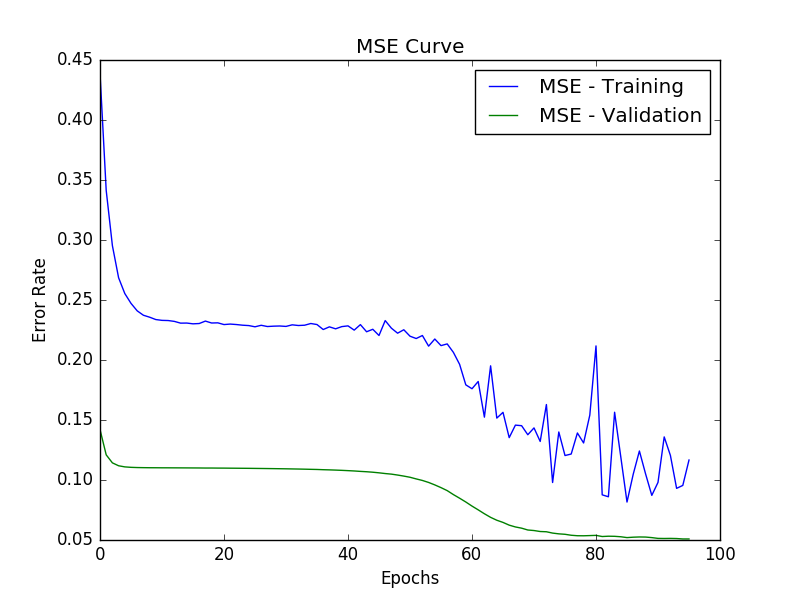 MSE Curve
MSE - Training
MSE - Validation
0.45
0.40
0.35
0.30
0.25
0.20
0.15
0.10
0.05
Error Rate
0 20 40 60 80 100
Epochs